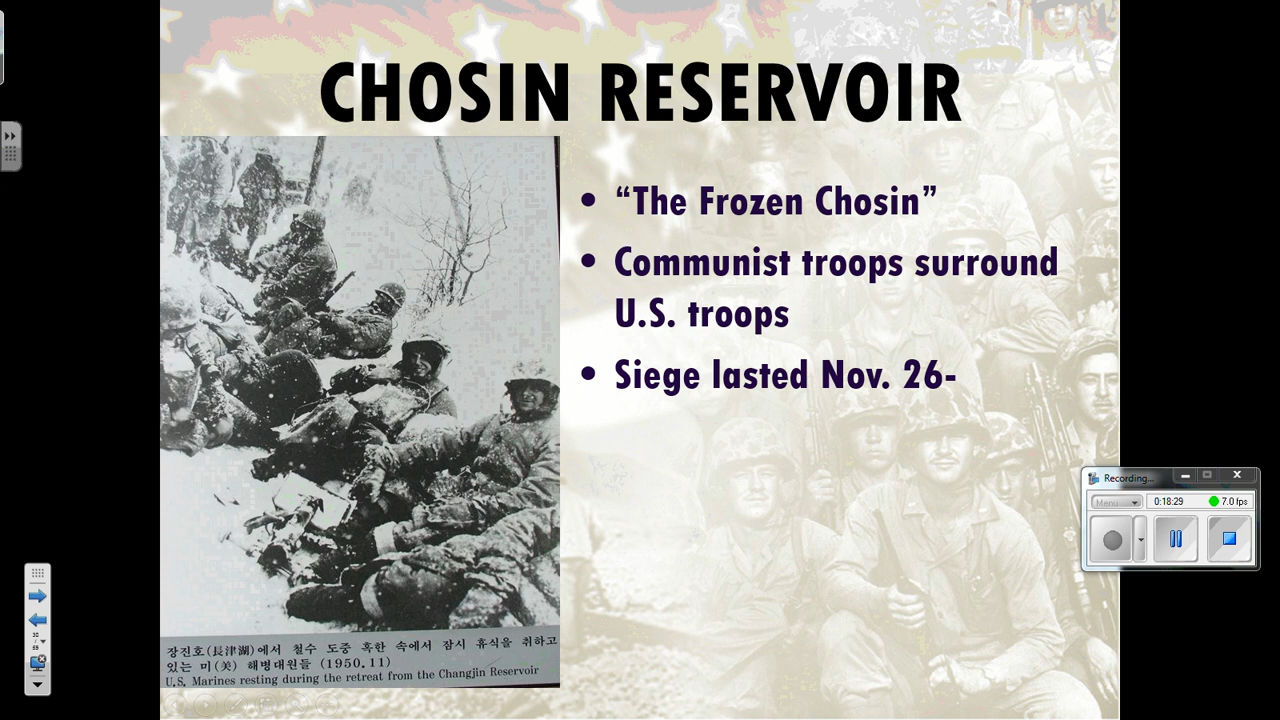 CHOSIN RESERVOIR
• “The Frozen Chosin”
• Communist troops surround
U.S. troops
• Siege lasted Nov. 26-
장진호(長津湖)에서 철수 도중 혹한 속에서 잠시 휴식을 취하고
있는 미(美) 해병대원들 (1950.11)
U.S. Marines resting during the retreat from the Changjin Reservoir
Recording...
Menu
0:18:29
7.0 fps